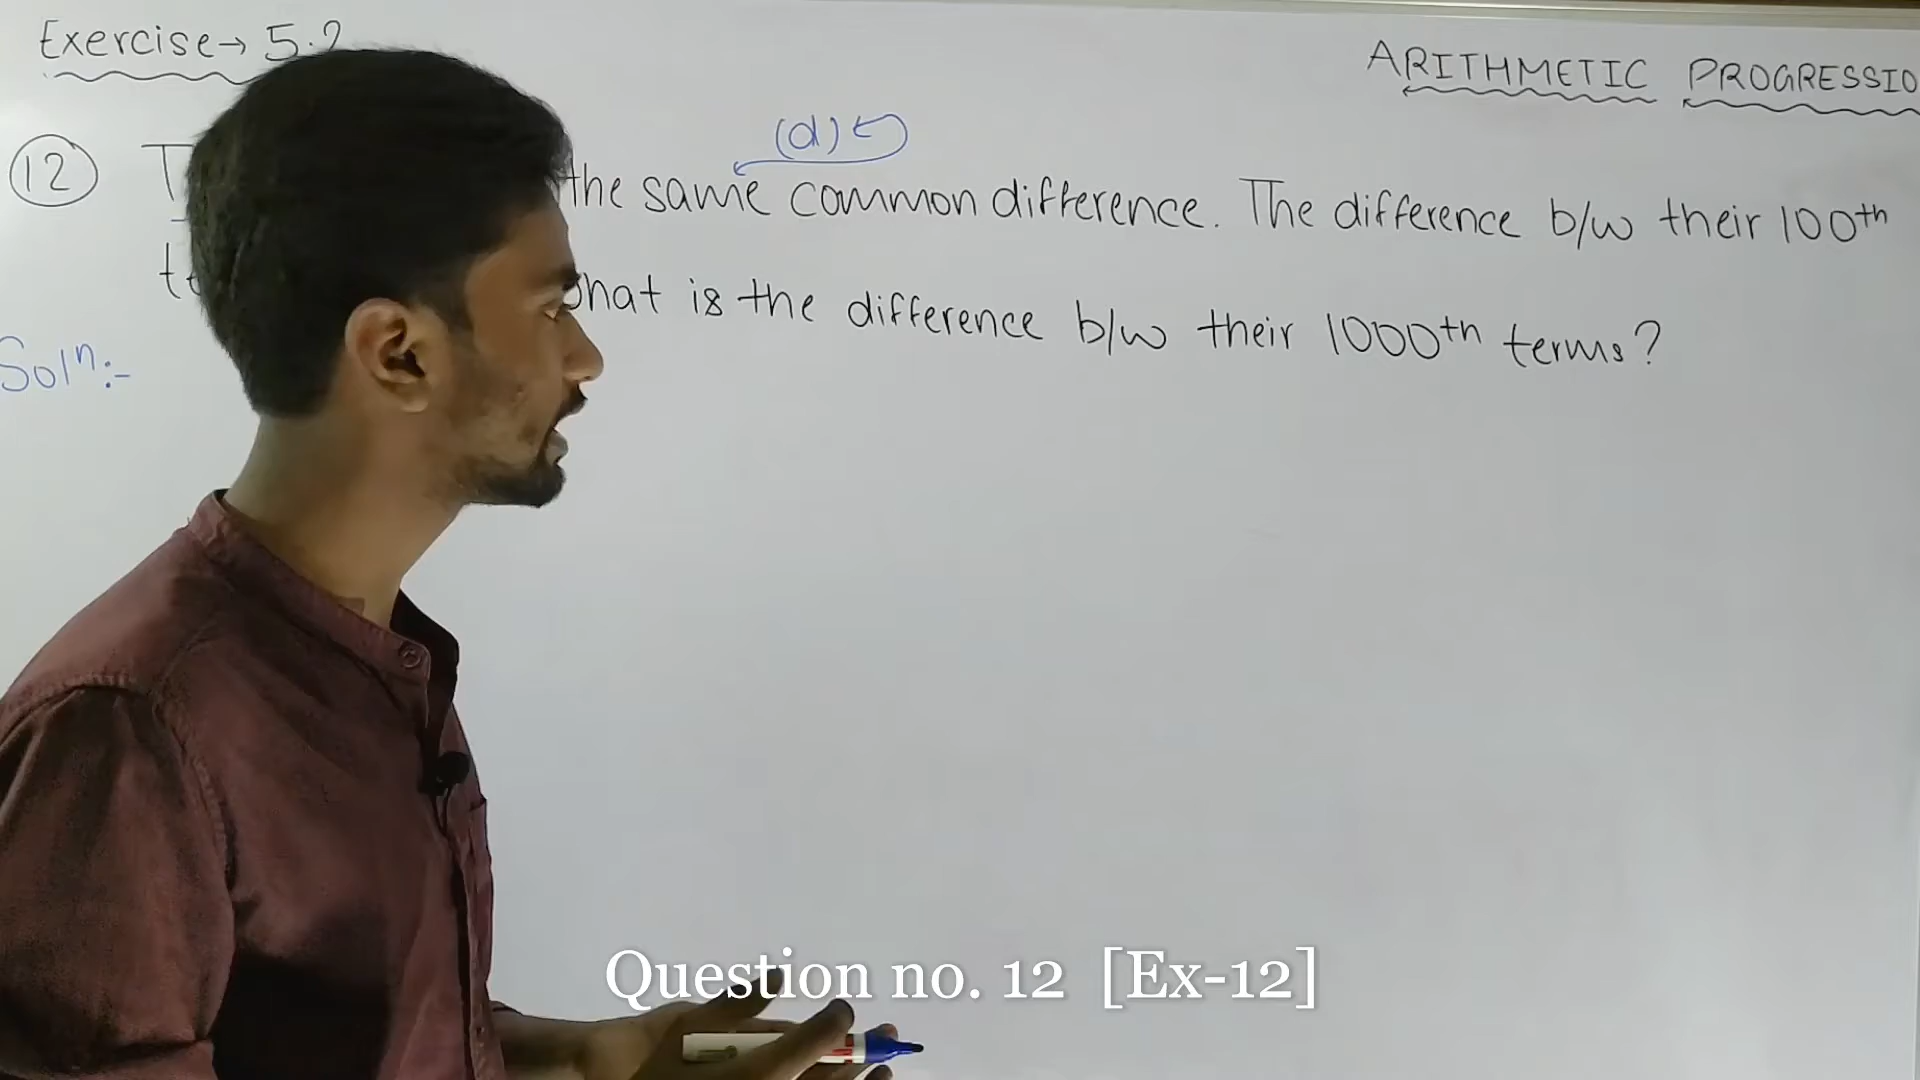 Exercise→ 5.2
ARITHMETIC PROGRESSIO
(d)
12 the same common difference. The difference b/w their 100th
hat is the difference b/w their 1000th terms?
Solⁿ:-
Question no. 12 [Ex-12]